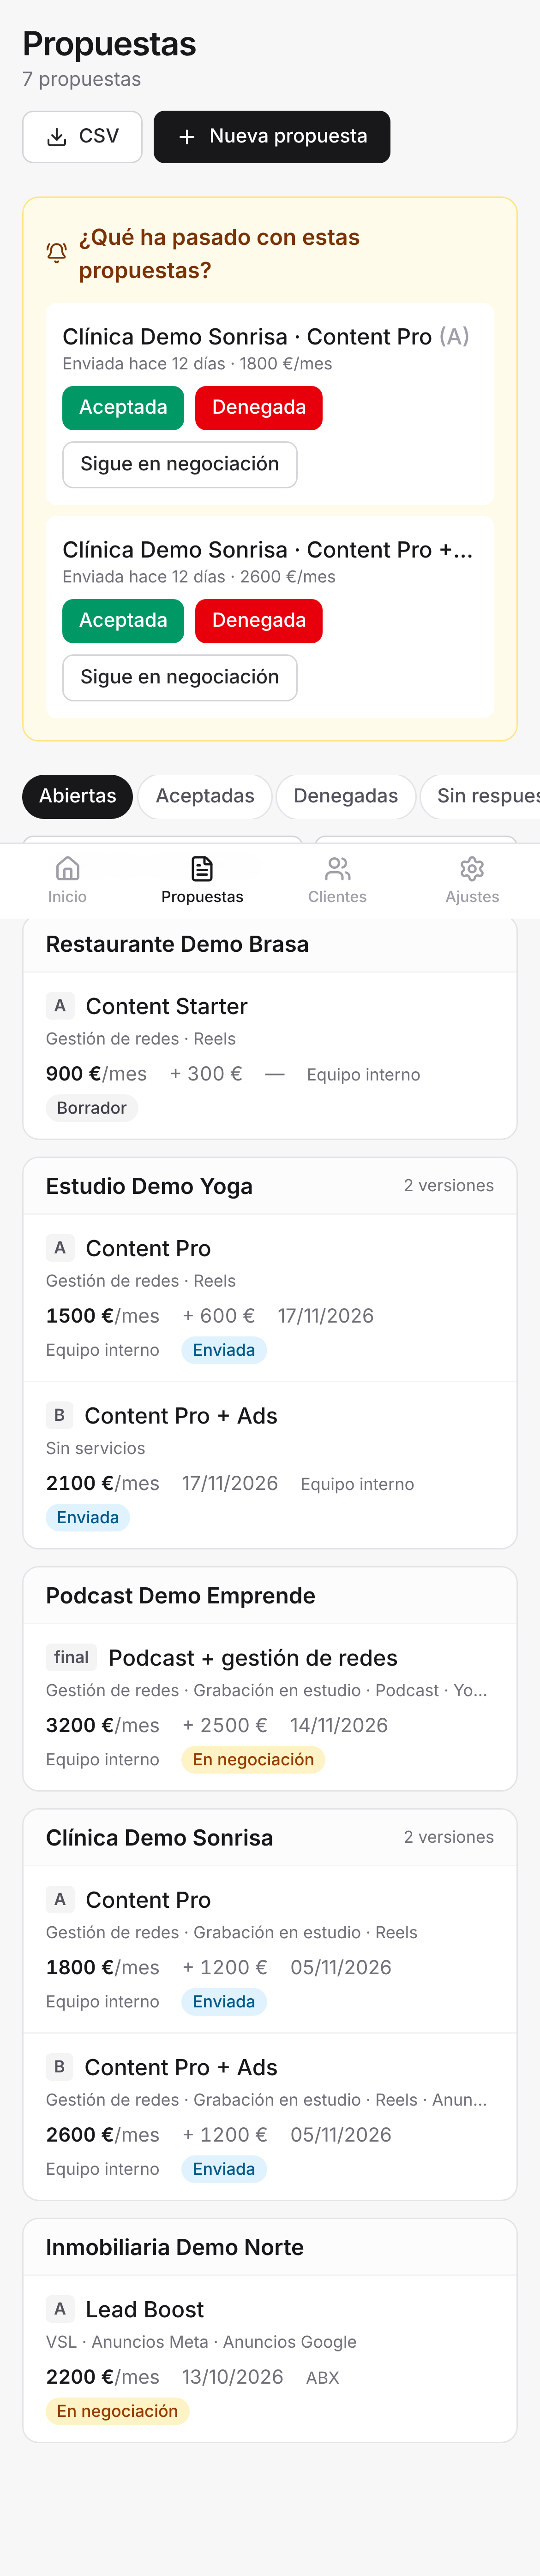 Propuestas
7 propuestas
CSV
Nueva propuesta
¿Qué ha pasado con estas
propuestas?
Clínica Demo Sonrisa · Content Pro (A)
Enviada hace 12 días · 1800 €/mes
Aceptada Denegada
Sigue en negociación
Clínica Demo Sonrisa · Content Pro +...
Enviada hace 12 días · 2600 €/mes
Aceptada Denegada
Sigue en negociación
Abiertas Aceptadas Denegadas Sin respues
Inicio Propuestas Clientes Ajustes
Restaurante Demo Brasa
A Content Starter
Gestión de redes · Reels
900 €/mes + 300 € — Equipo interno
Borrador
Estudio Demo Yoga 2 versiones
A Content Pro
Gestión de redes · Reels
1500 €/mes + 600 € 17/11/2026
Equipo interno Enviada
B Content Pro + Ads
Sin servicios
2100 €/mes 17/11/2026 Equipo interno
Enviada
Podcast Demo Emprende
final Podcast + gestión de redes
Gestión de redes · Grabación en estudio · Podcast · Yo...
3200 €/mes + 2500 € 14/11/2026
Equipo interno En negociación
Clínica Demo Sonrisa 2 versiones
A Content Pro
Gestión de redes · Grabación en estudio · Reels
1800 €/mes + 1200 € 05/11/2026
Equipo interno Enviada
B Content Pro + Ads
Gestión de redes · Grabación en estudio · Reels · Anun...
2600 €/mes + 1200 € 05/11/2026
Equipo interno Enviada
Inmobiliaria Demo Norte
A Lead Boost
VSL · Anuncios Meta · Anuncios Google
2200 €/mes 13/10/2026 ABX
En negociación